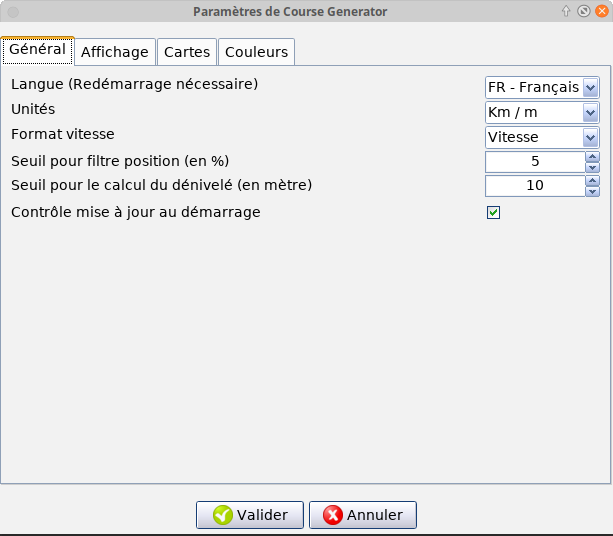 Paramètres de Course Generator
Général Affichage Cartes Couleurs
Langue (Redémarrage nécessaire) FR - Français
Unités Km / m
Format vitesse Vitesse
Seuil pour filtre position (en %) 5
Seuil pour le calcul du dénivelé (en mètre) 10
Contrôle mise à jour au démarrage
Valider Annuler